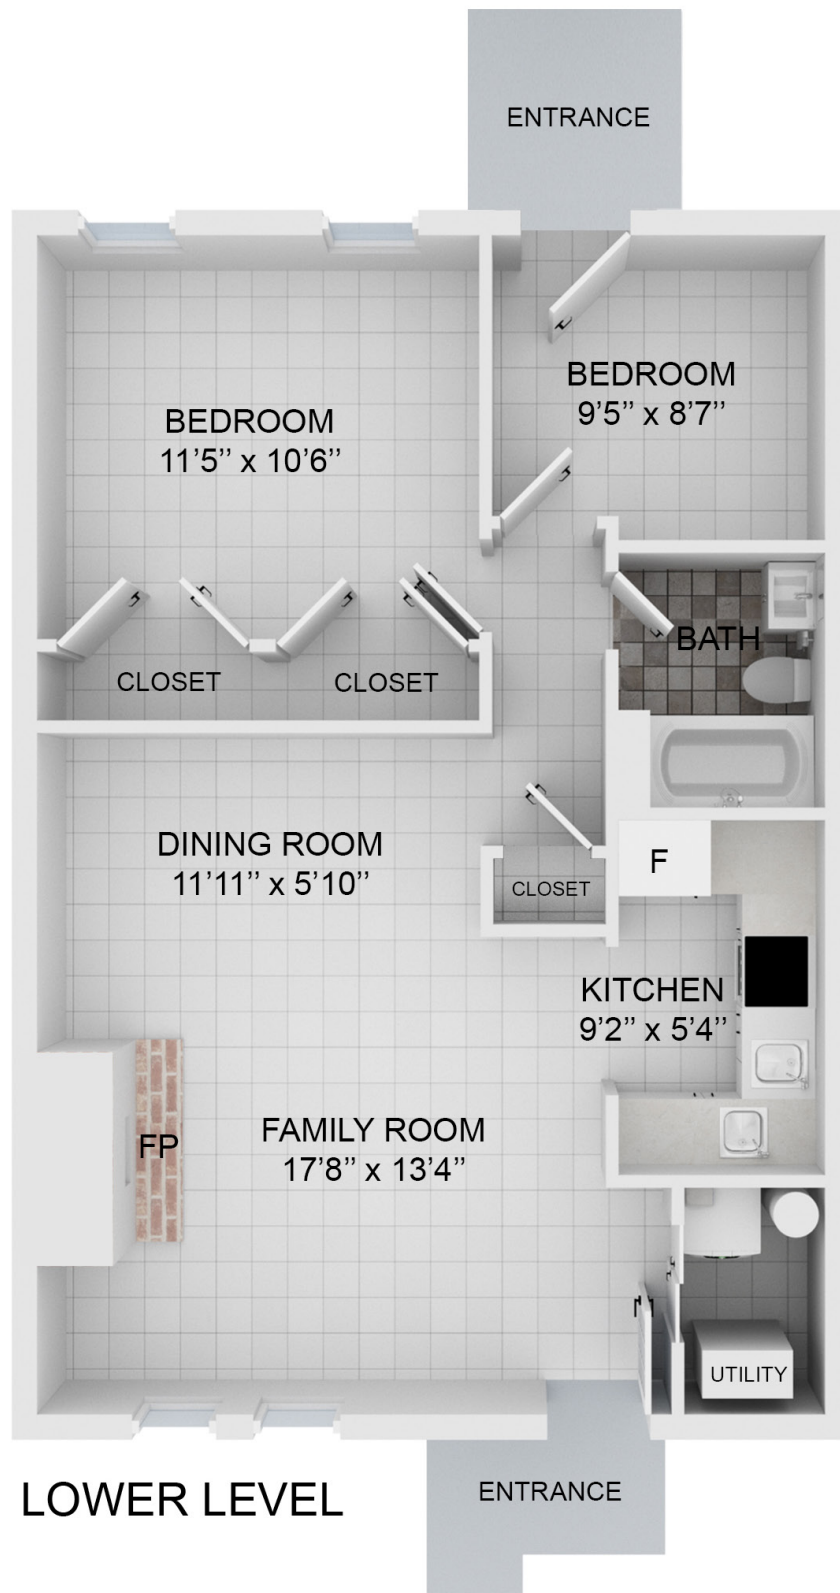 ENTRANCE
BEDROOM
9'5'' x 8'7''
BEDROOM
11'5'' x 10'6''
BATH
CLOSET
CLOSET
DINING ROOM
11'11'' x 5'10''
F
CLOSET
KITCHEN
9'2'' x 5'4''
FP
FAMILY ROOM
17'8'' x 13'4''
UTILITY
ENTRANCE
LOWER LEVEL